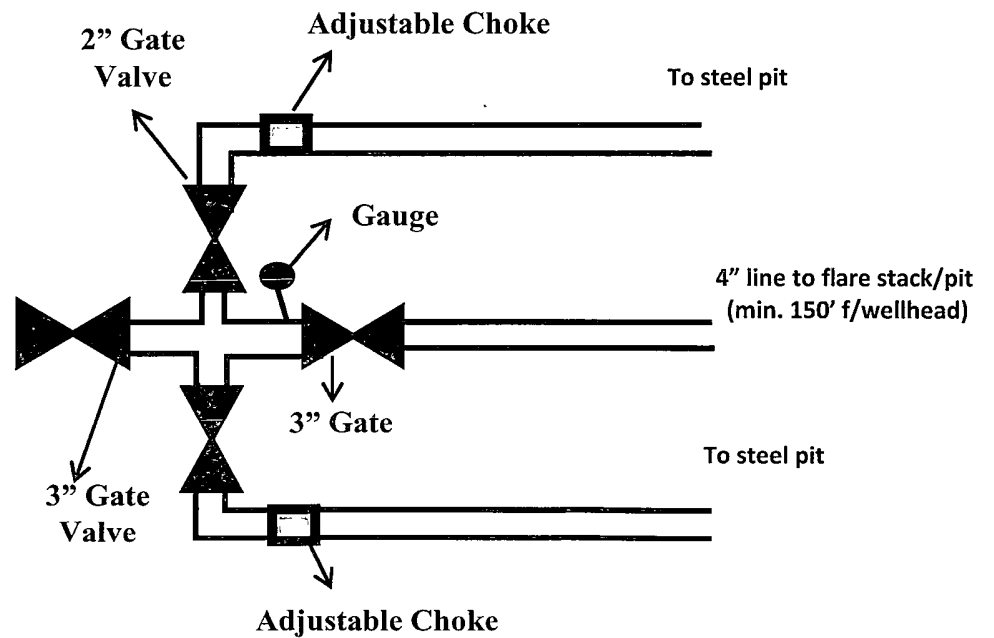 Adjustable Choke
2” Gate
Valve
To steel pit
Gauge
4” line to flare stack/pit
(min. 150’ f/wellhead)
3” Gate
To steel pit
3” Gate
Valve
Adjustable Choke